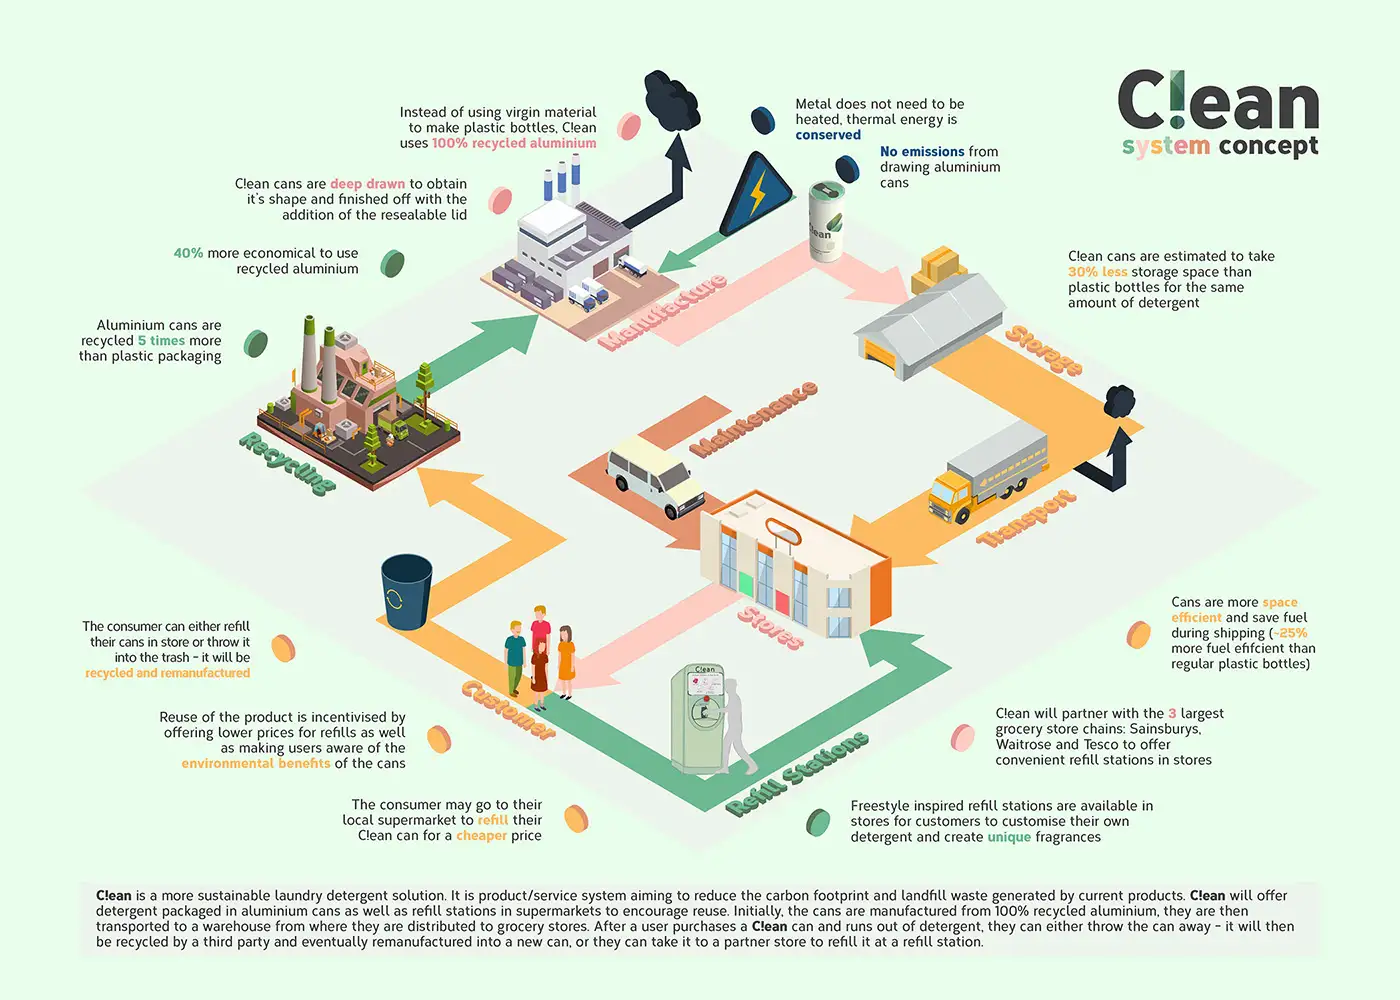 C!ean
system concept
Instead of using virgin material
to make plastic bottles, C!ean
uses 100% recycled aluminium
Metal does not need to be
heated, thermal energy is
conserved
No emissions from
drawing aluminium
cans
C!ean cans are deep drawn to obtain
it's shape and finished off with the
addition of the resealable lid
40% more economical to use
recycled aluminium
Aluminium cans are
recycled 5 times more
than plastic packaging
C!ean cans are estimated to take
30% less storage space than
plastic bottles for the same
amount of detergent
Clean
Manufacture
Storage
Recycling
Maintenance
Transport
Stores
Customer
C!ean
Refill Stations
The consumer can either refill
their cans in store or throw it
into the trash - it will be
recycled and remanufactured
Cans are more space
efficient and save fuel
during shipping (~25%
more fuel efifcient than
regular plastic bottles)
Reuse of the product is incentivised by
offering lower prices for refills as well
as making users aware of the
environmental benefits of the cans
C!ean will partner with the 3 largest
grocery store chains: Sainsburys,
Waitrose and Tesco to offer
convenient refill stations in stores
The consumer may go to their
local supermarket to refill their
C!ean can for a cheaper price
Freestyle inspired refill stations are available in
stores for customers to customise their own
detergent and create unique fragrances
C!ean is a more sustainable laundry detergent solution. It is product/service system aiming to reduce the carbon footprint and landfill waste generated by current products. C!ean will offer
detergent packaged in aluminium cans as well as refill stations in supermarkets to encourage reuse. Initially, the cans are manufactured from 100% recycled aluminium, they are then
transported to a warehouse from where they are distributed to grocery stores. After a user purchases a C!ean can and runs out of detergent, they can either throw the can away - it will then
be recycled by a third party and eventually remanufactured into a new can, or they can take it to a partner store to refill it at a refill station.